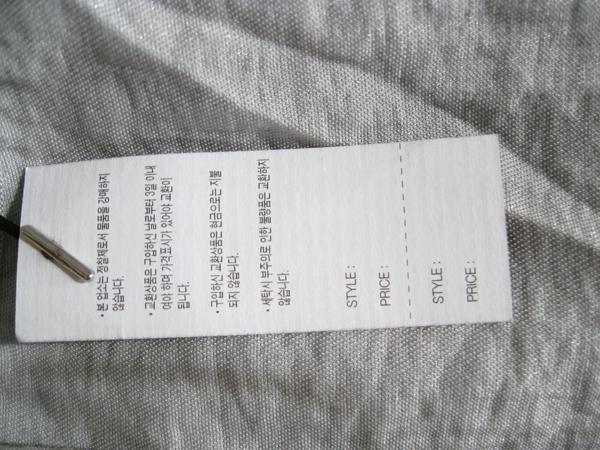 • 본 업소는 정찰제로서 물품을 강매하지
않습니다.
• 교환상품은 구입하신 날로부터 3일 이내
여야 하며 가격표시가 있어야 교환이
됩니다.
• 구입하신 교환상품은 현금으로는 지불
되지 않습니다.
• 세탁시 부주의로 인한 불량품은 교환하지
않습니다.
STYLE :
PRICE :
STYLE :
PRICE :